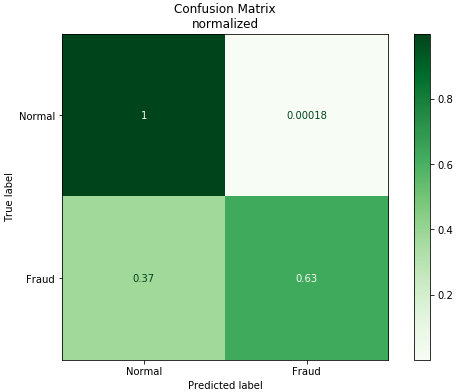 Confusion Matrix
normalized
Normal
1
0.00018
Fraud
0.37
0.63
True label
Normal
Fraud
Predicted label
0.8
0.6
0.4
0.2